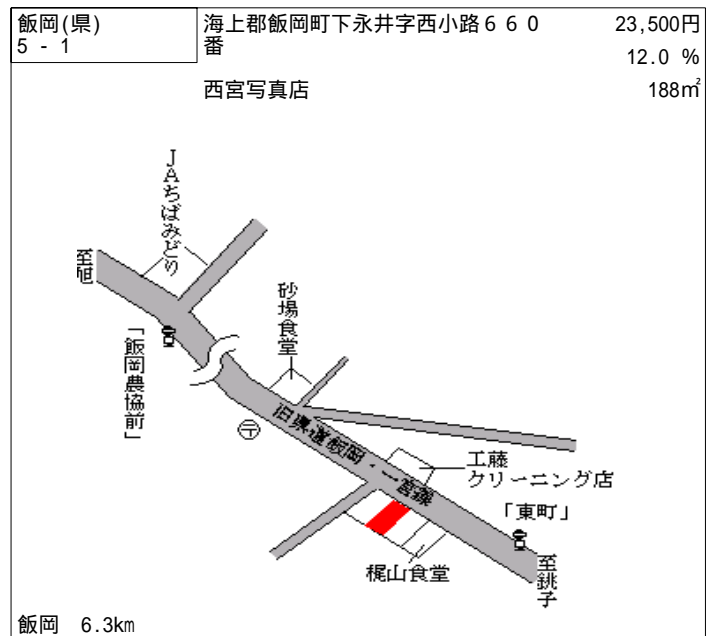 飯岡(県)
5 - 1
海上郡飯岡町下永井字西小路６６０
番
23,500円
12.0 %
西宮写真店
188㎡
JAちばみどり
至旭
砂場食堂
「飯岡農協前」
〒
旧県道飯岡・一宮線
工藤
クリーニング店
「東町」
梶山食堂
至銚子
飯岡 6.3km